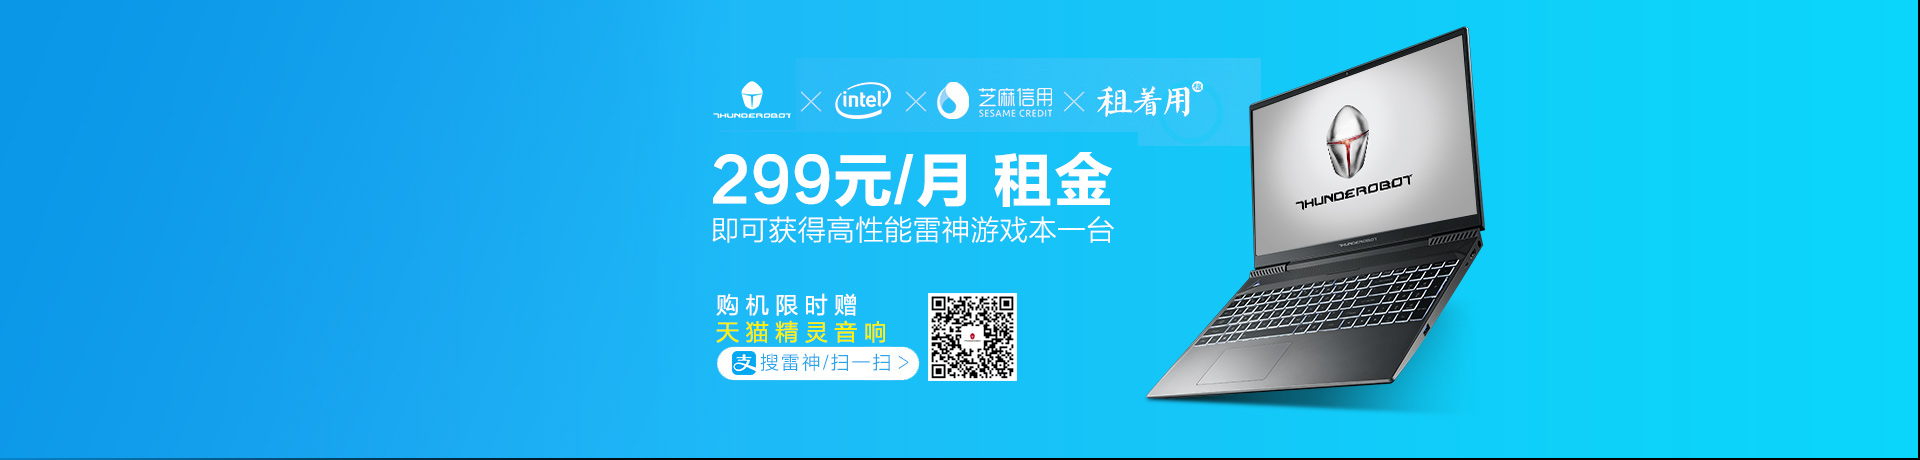 THUNDEROBOT × intel × 芝麻信用 SESAME CREDIT × 租着用
299元/月 租金
即可获得高性能雷神游戏本一台
购机限时赠
天猫精灵音响
支 搜雷神/扫一扫 >
THUNDEROBOT
THUNDEROBOT